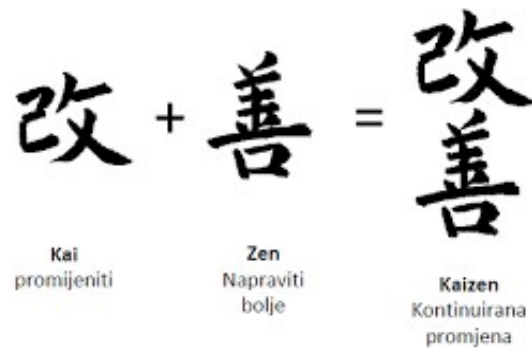 改 + 善 = 改善
Kai
promijeniti
Zen
Napraviti
bolje
Kaizen
Kontinuirana
promjena